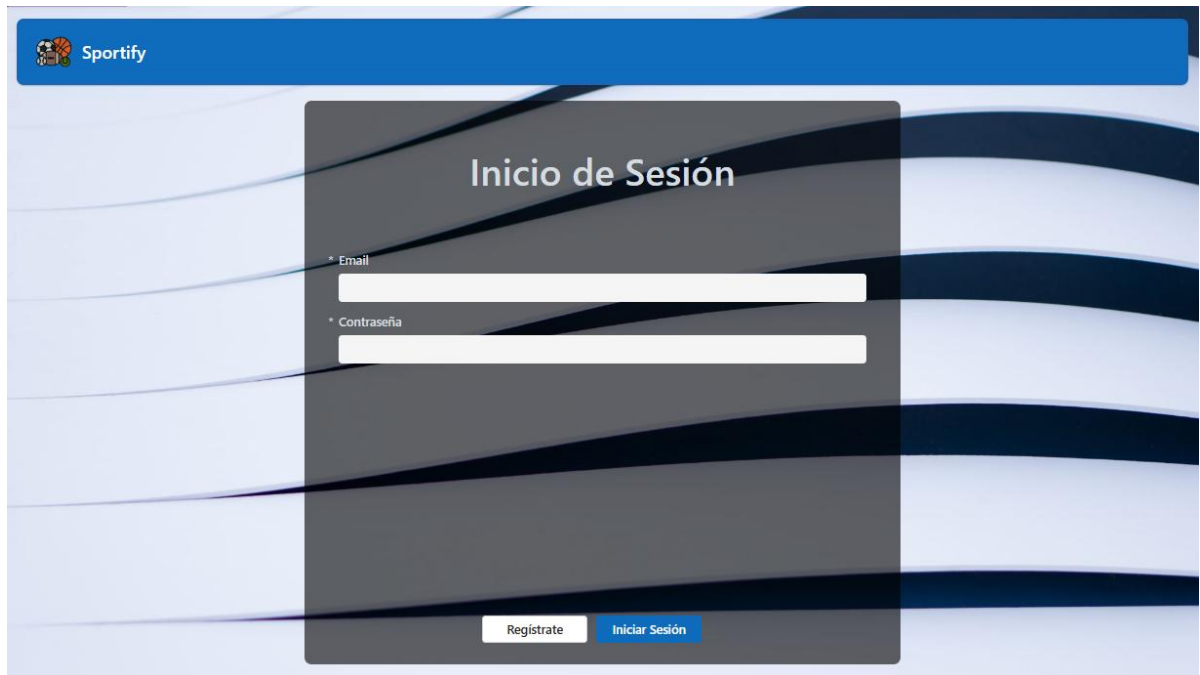 Sportify
Inicio de Sesión
* Email
* Contraseña
Regístrate
Iniciar Sesión